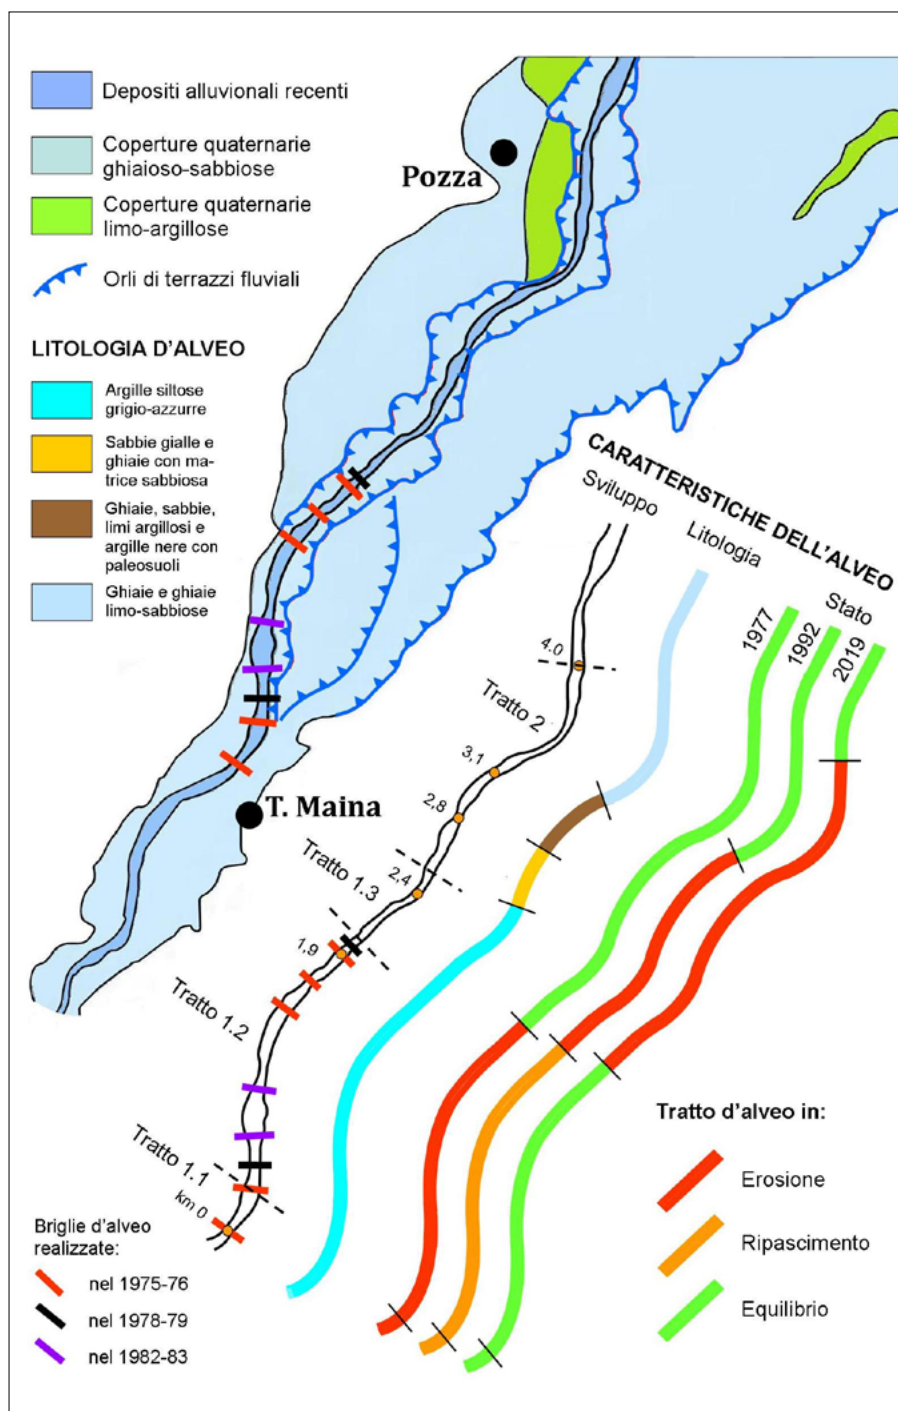 Depositi alluvionali recenti
Coperture quaternarie
ghiaioso-sabbiose
Coperture quaternarie
limo-argillose
Orli di terrazzi fluviali
LITOLOGIA D'ALVEO
Argille siltose
grigio-azzurre
Sabbie gialle e
ghiaie con ma-
trice sabbiosa
Ghiaie, sabbie,
limi argillosi e
argille nere con
paleosuoli
Ghiaie e ghiaie
limo-sabbiose
Pozza
T. Maina
CARATTERISTICHE DELL'ALVEO
Sviluppo
Litologia
Stato
1977
1992
2019
4.0
Tratto 2
3,1
2,8
Tratto 1.3
2,4
1,9
Tratto 1.2
Tratto 1.1
km 0
Briglie d'alveo
realizzate:
nel 1975-76
nel 1978-79
nel 1982-83
Tratto d'alveo in:
Erosione
Ripascimento
Equilibrio